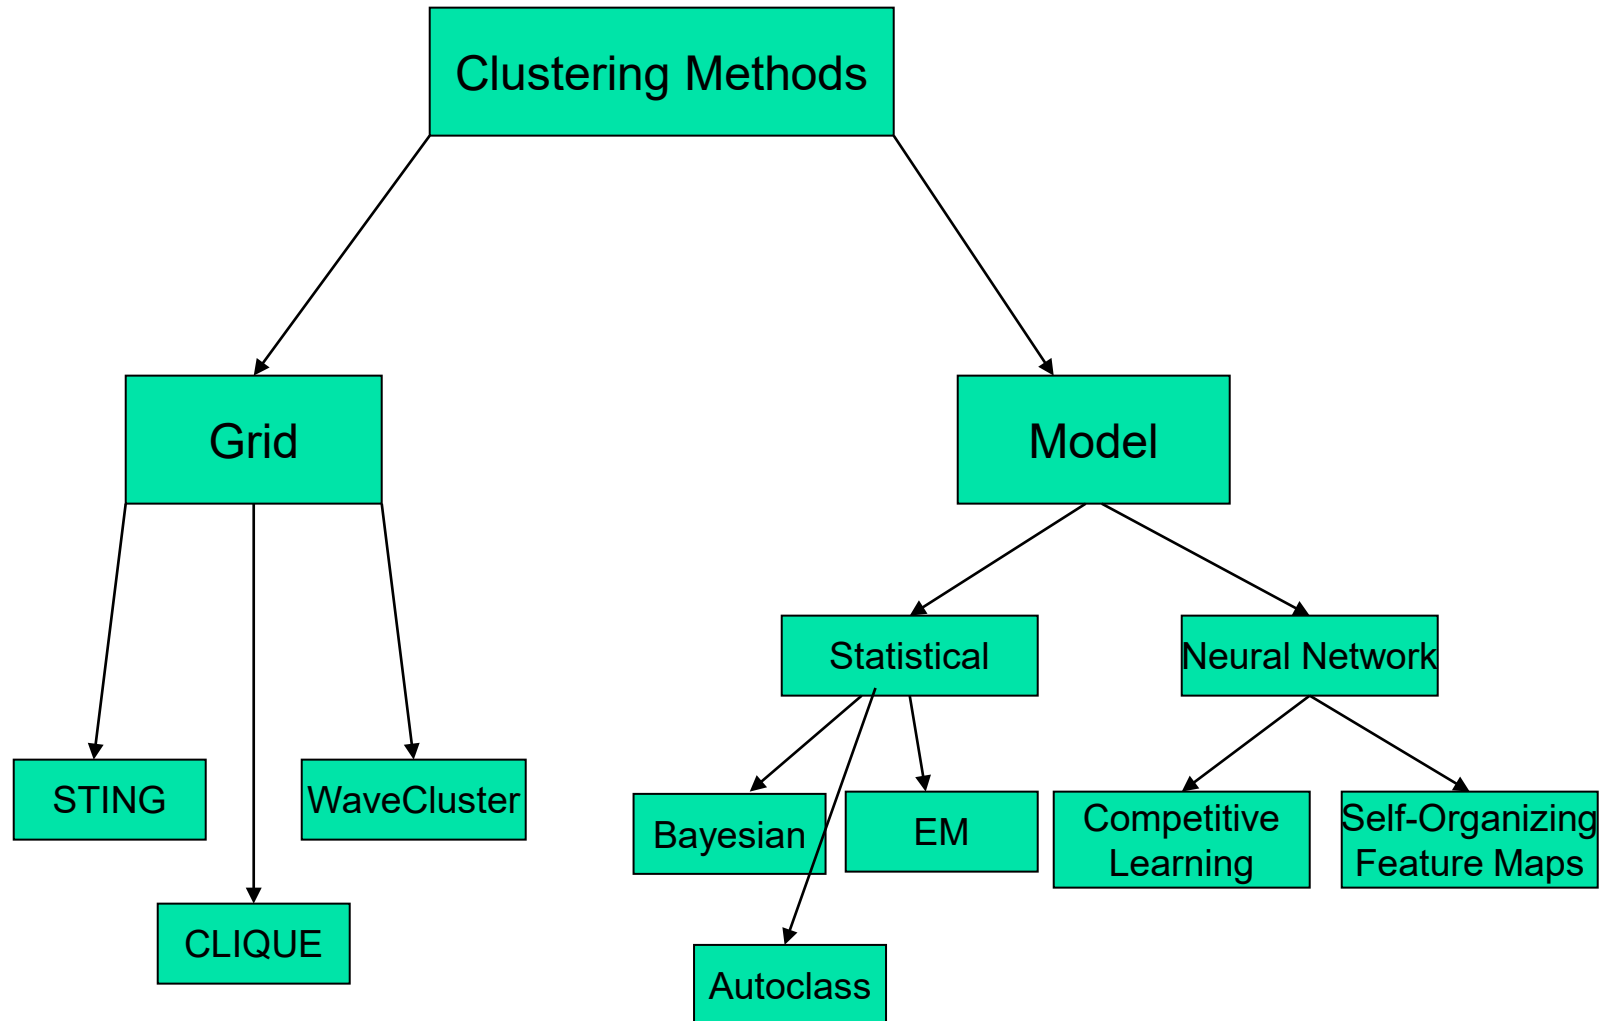 Clustering Methods
Grid
Model
Statistical
Neural Network
STING
WaveCluster
Bayesian
EM
Competitive
Learning
Self-Organizing
Feature Maps
CLIQUE
Autoclass